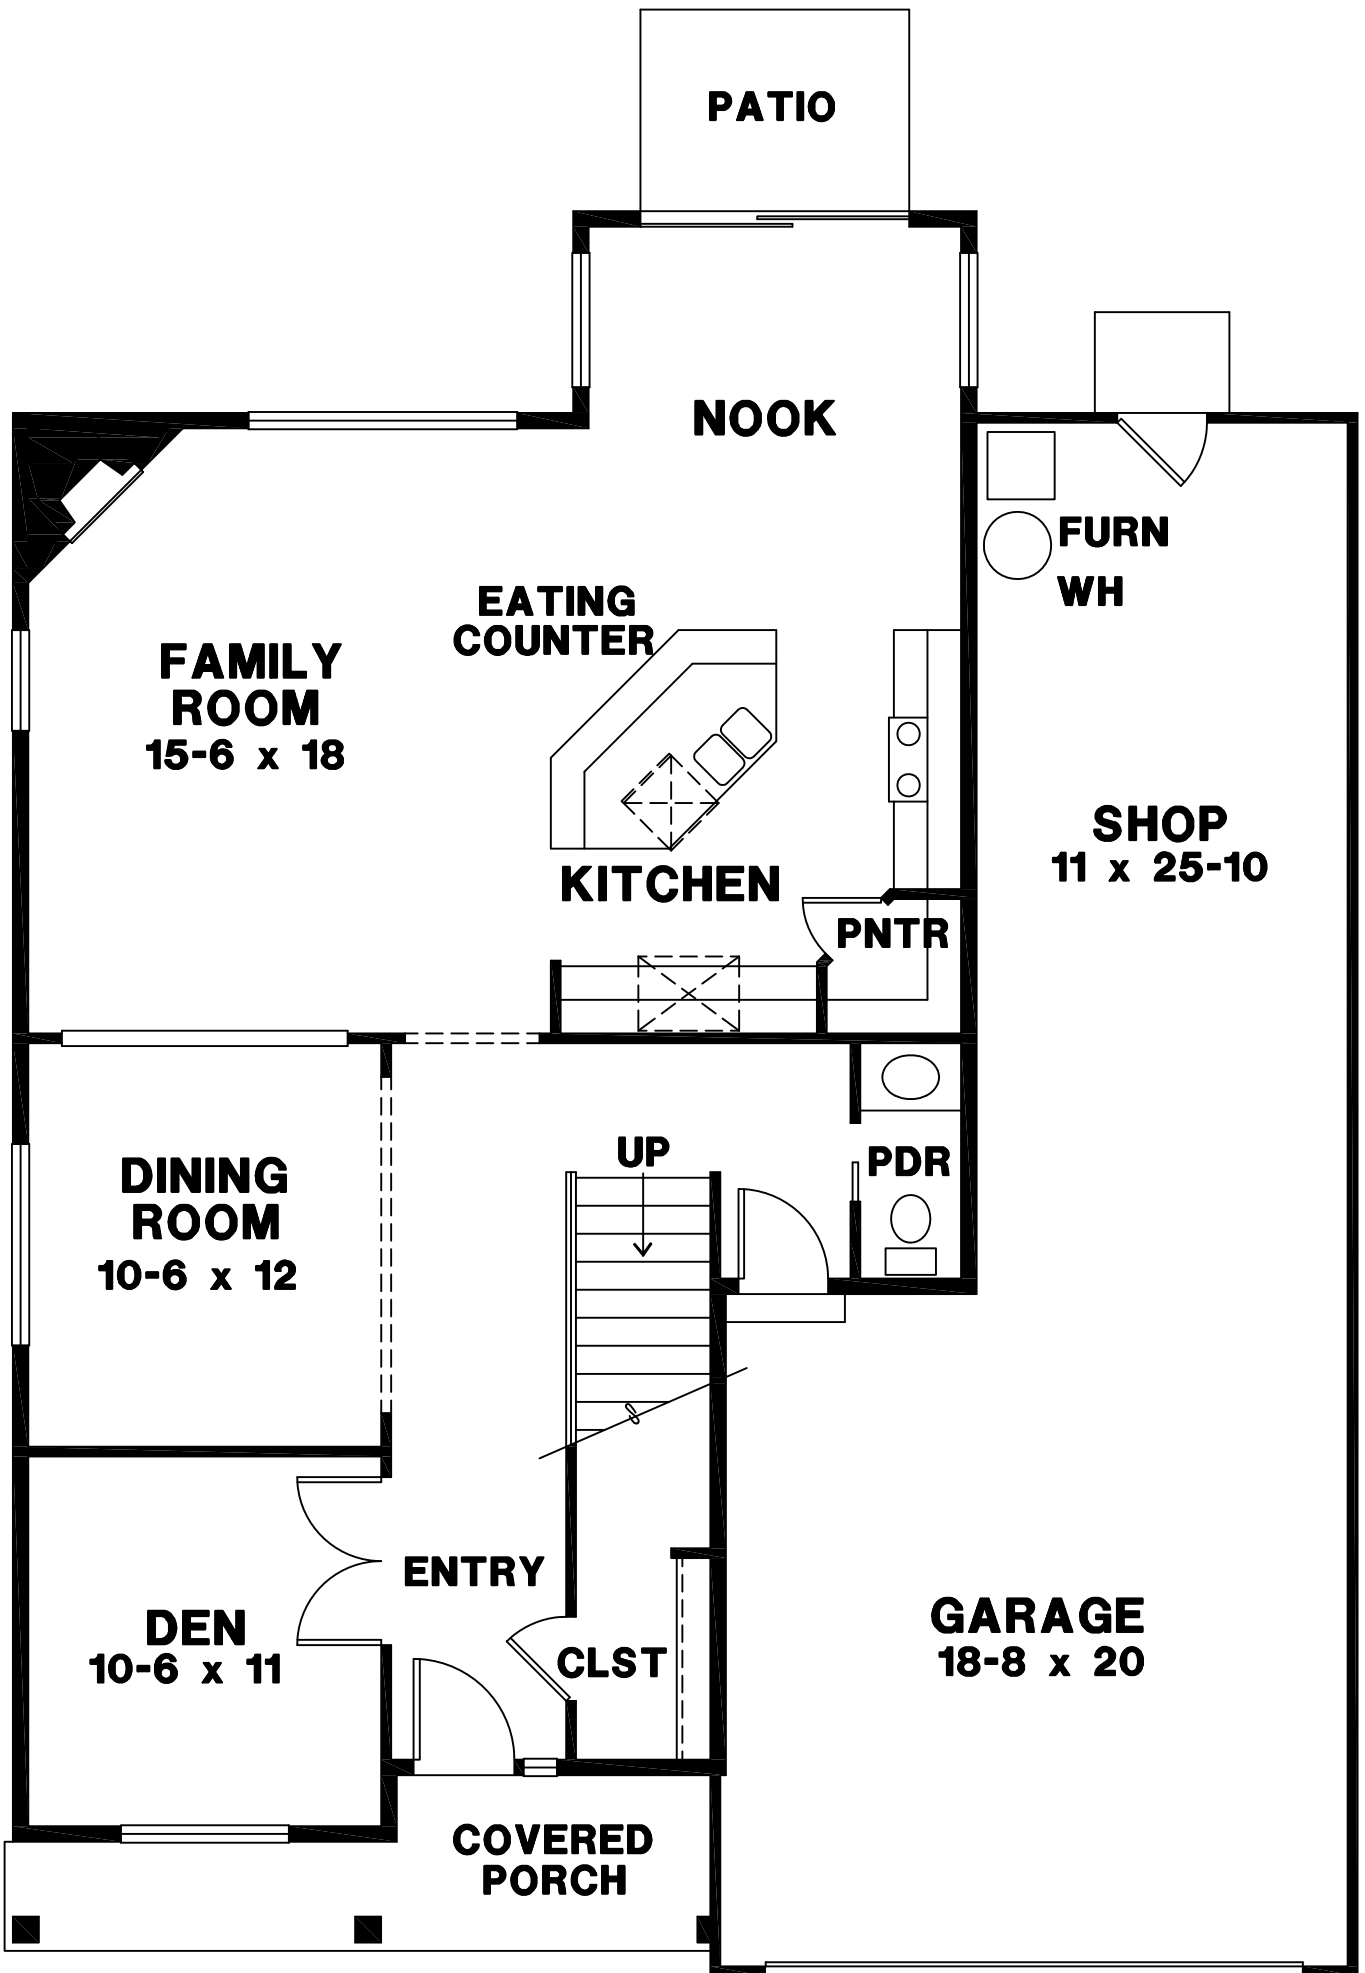 PATIO
NOOK
FURN
WH
EATING
COUNTER
FAMILY
ROOM
15-6 x 18
SHOP
11 x 25-10
KITCHEN
PNTR
UP
PDR
DINING
ROOM
10-6 x 12
ENTRY
DEN
10-6 x 11
CLST
GARAGE
18-8 x 20
COVERED
PORCH